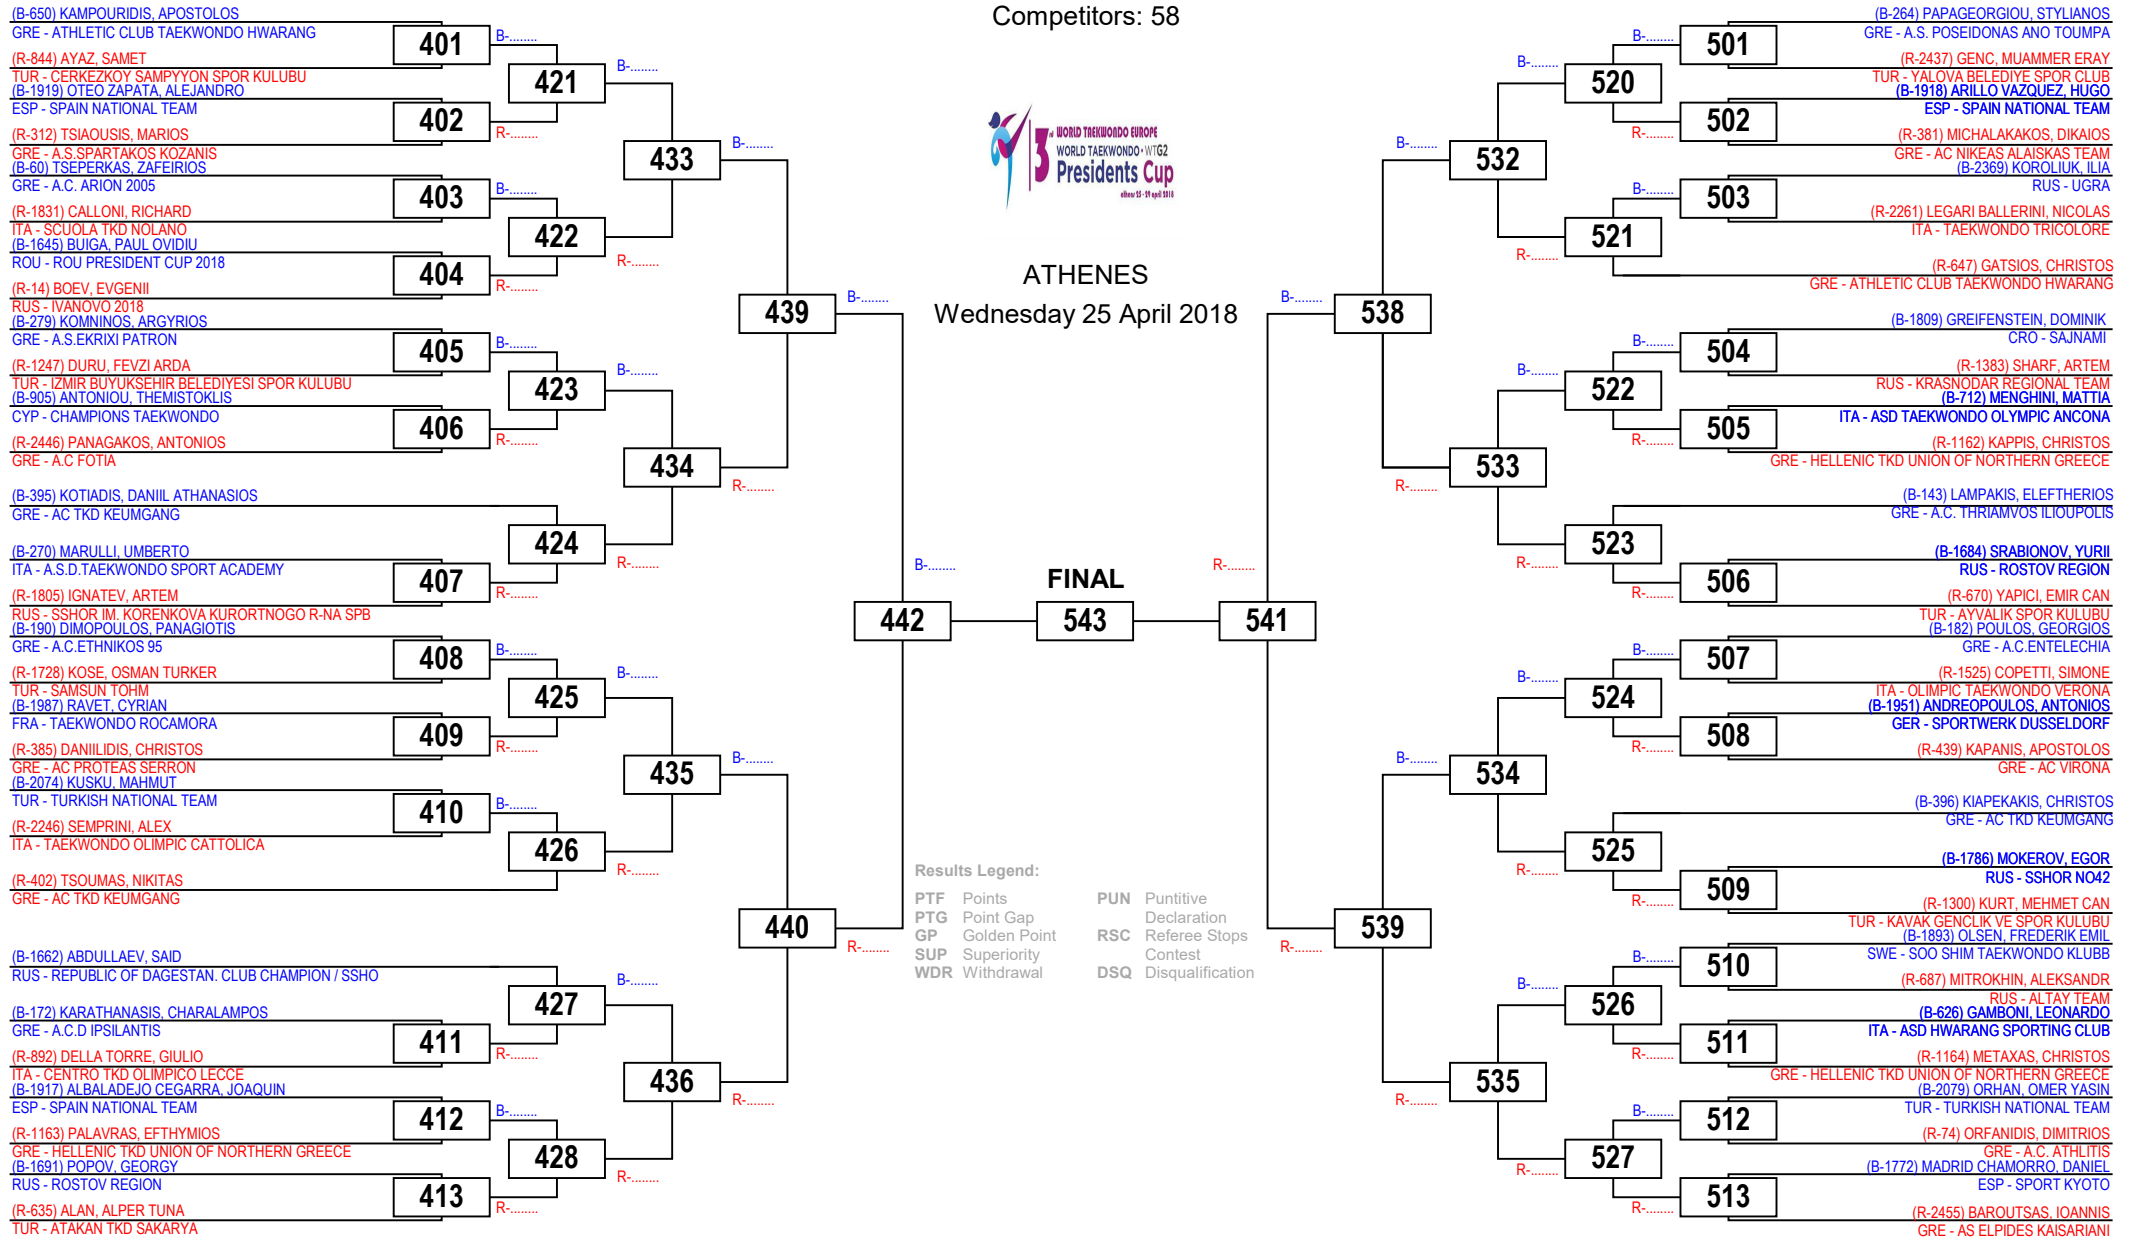 Competitors: 58
3rd WORLD TAEKWONDO EUROPE
WORLD TAEKWONDO • WTG2
Presidents Cup
athens 25 - 29 april 2018
ATHENES
Wednesday 25 April 2018
(B-650) KAMPOURIDIS, APOSTOLOS
GRE - ATHLETIC CLUB TAEKWONDO HWARANG
401
(R-844) AYAZ, SAMET
TUR - CERKEZKOY SAMPYYON SPOR KULUBU
B-........
421
(B-1919) OTEO ZAPATA, ALEJANDRO
ESP - SPAIN NATIONAL TEAM
402
(R-312) TSIAOUSIS, MARIOS
GRE - A.S.SPARTAKOS KOZANIS
R-........
B-........
433
(B-60) TSEPERKAS, ZAFEIRIOS
GRE - A.C. ARION 2005
403
(R-1831) CALLONI, RICHARD
ITA - SCUOLA TKD NOLANO
B-........
422
(B-1645) BUIGA, PAUL OVIDIU
ROU - ROU PRESIDENT CUP 2018
404
(R-14) BOEV, EVGENII
RUS - IVANOVO 2018
R-........
R-........
B-........
439
(B-279) KOMNINOS, ARGYRIOS
GRE - A.S.EKRIXI PATRON
405
(R-1247) DURU, FEVZI ARDA
TUR - IZMIR BUYUKSEHIR BELEDIYESI SPOR KULUBU
B-........
423
(B-905) ANTONIOU, THEMISTOKLIS
CYP - CHAMPIONS TAEKWONDO
406
(R-2446) PANAGAKOS, ANTONIOS
GRE - A.C FOTIA
R-........
B-........
434
R-........
(B-395) KOTIADIS, DANIIL ATHANASIOS
GRE - AC TKD KEUMGANG
424
(B-270) MARULLI, UMBERTO
ITA - A.S.D.TAEKWONDO SPORT ACADEMY
407
(R-1805) IGNATEV, ARTEM
RUS - SSHOR IM. KORENKOVA KURORTNOGO R-NA SPB
R-........
R-........
B-........
B-........
442
(B-190) DIMOPOULOS, PANAGIOTIS
GRE - A.C.ETHNIKOS 95
408
(R-1728) KOSE, OSMAN TURKER
TUR - SAMSUN TOHM
B-........
425
(B-1987) RAVET, CYRIAN
FRA - TAEKWONDO ROCAMORA
409
(R-385) DANIILIDIS, CHRISTOS
GRE - AC PROTEAS SERRON
R-........
B-........
435
(B-2074) KUSKU, MAHMUT
TUR - TURKISH NATIONAL TEAM
410
(R-2246) SEMPRINI, ALEX
ITA - TAEKWONDO OLIMPIC CATTOLICA
B-........
426
(R-402) TSOUMAS, NIKITAS
GRE - AC TKD KEUMGANG
R-........
B-........
440
R-........
(B-1662) ABDULLAEV, SAID
RUS - REPUBLIC OF DAGESTAN. CLUB CHAMPION / SSHO
427
(B-172) KARATHANASIS, CHARALAMPOS
GRE - A.C.D IPSILANTIS
411
(R-892) DELLA TORRE, GIULIO
ITA - CENTRO TKD OLIMPICO LECCE
R-........
B-........
436
R-........
(B-1917) ALBALADEJO CEGARRA, JOAQUIN
ESP - SPAIN NATIONAL TEAM
412
(R-1163) PALAVRAS, EFTHYMIOS
GRE - HELLENIC TKD UNION OF NORTHERN GREECE
B-........
428
(B-1691) POPOV, GEORGY
RUS - ROSTOV REGION
413
(R-635) ALAN, ALPER TUNA
TUR - ATAKAN TKD SAKARYA
R-........
R-........
FINAL
543
Results Legend:
PTF Points
PTG Point Gap
GP Golden Point
SUP Superiority
WDR Withdrawal
PUN Puntitive
Declaration
RSC Referee Stops
Contest
DSQ Disqualification
(B-264) PAPAGEORGIOU, STYLIANOS
GRE - A.S. POSEIDONAS ANO TOUMPA
501
(R-2437) GENC, MUAMMER ERAY
TUR - YALOVA BELEDIYE SPOR CLUB
B-........
520
(B-1918) ARILLO VAZQUEZ, HUGO
ESP - SPAIN NATIONAL TEAM
502
(R-381) MICHALAKAKOS, DIKAIOS
GRE - AC NIKEAS ALAISKAS TEAM
R-........
B-........
532
(B-2369) KOROLIUK, ILIA
RUS - UGRA
503
(R-2261) LEGARI BALLERINI, NICOLAS
ITA - TAEKWONDO TRICOLORE
B-........
521
(R-647) GATSIOS, CHRISTOS
GRE - ATHLETIC CLUB TAEKWONDO HWARANG
R-........
B-........
538
(B-1809) GREIFENSTEIN, DOMINIK
CRO - SAJNAMI
504
(R-1383) SHARF, ARTEM
RUS - KRASNODAR REGIONAL TEAM
B-........
522
(B-712) MENGHINI, MATTIA
ITA - ASD TAEKWONDO OLYMPIC ANCONA
505
(R-1162) KAPPIS, CHRISTOS
GRE - HELLENIC TKD UNION OF NORTHERN GREECE
R-........
B-........
533
R-........
(B-143) LAMPAKIS, ELEFTHERIOS
GRE - A.C. THRIAMVOS ILIOUPOLIS
523
(B-1684) SRABIONOV, YURII
RUS - ROSTOV REGION
506
(R-670) YAPICI, EMIR CAN
TUR - AYVALIK SPOR KULUBU
R-........
R-........
B-........
R-........
541
(B-182) POULOS, GEORGIOS
GRE - A.C.ENTELECHIA
507
(R-1525) COPETTI, SIMONE
ITA - OLIMPIC TAEKWONDO VERONA
B-........
524
(B-1951) ANDREOPOULOS, ANTONIOS
GER - SPORTWERK DUSSELDORF
508
(R-439) KAPANIS, APOSTOLOS
GRE - AC VIRONA
R-........
B-........
534
(B-396) KIAPEKAKIS, CHRISTOS
GRE - AC TKD KEUMGANG
525
(B-1786) MOKEROV, EGOR
RUS - SSHOR NO42
509
(R-1300) KURT, MEHMET CAN
TUR - KAVAK GENCLIK VE SPOR KULUBU
R-........
R-........
B-........
539
R-........
(B-1893) OLSEN, FREDERIK EMIL
SWE - SOO SHIM TAEKWONDO KLUBB
510
(R-687) MITROKHIN, ALEKSANDR
RUS - ALTAY TEAM
B-........
526
(B-626) GAMBONI, LEONARDO
ITA - ASD HWARANG SPORTING CLUB
511
(R-1164) METAXAS, CHRISTOS
GRE - HELLENIC TKD UNION OF NORTHERN GREECE
R-........
B-........
535
R-........
(B-2079) ORHAN, OMER YASIN
TUR - TURKISH NATIONAL TEAM
512
(R-74) ORFANIDIS, DIMITRIOS
GRE - A.C. ATHLITIS
B-........
527
(B-1772) MADRID CHAMORRO, DANIEL
ESP - SPORT KYOTO
513
(R-2455) BAROUTSAS, IOANNIS
GRE - AS ELPIDES KAISARIANI
R-........
R-........